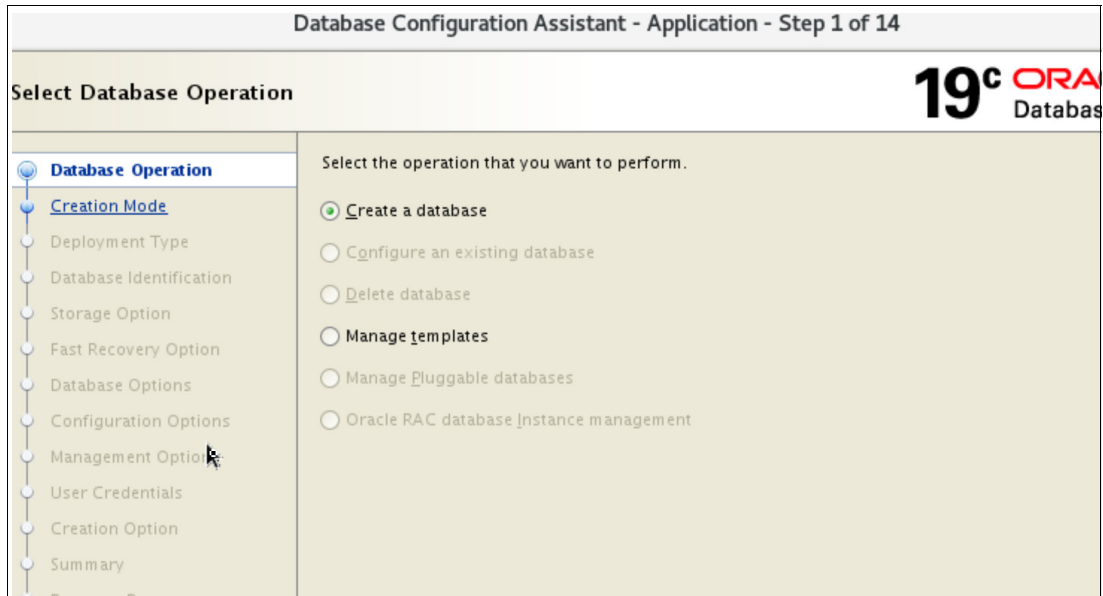 Database Configuration Assistant - Application - Step 1 of 14
Select Database Operation
19c ORA
Databas
Database Operation
Creation Mode
Deployment Type
Database Identification
Storage Option
Fast Recovery Option
Database Options
Configuration Options
Management Option
User Credentials
Creation Option
Summary
Select the operation that you want to perform.
Create a database
Configure an existing database
Delete database
Manage templates
Manage Pluggable databases
Oracle RAC database Instance management